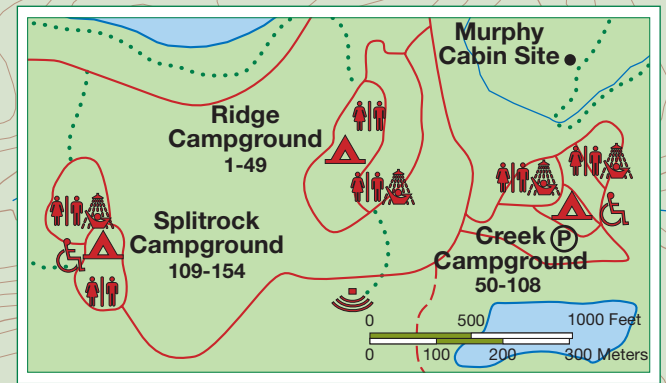 Murphy
Cabin Site
Ridge
Campground
1-49
Splitrock
Campground
109-154
Creek P
Campground
50-108
0 500 1000 Feet
0 100 200 300 Meters